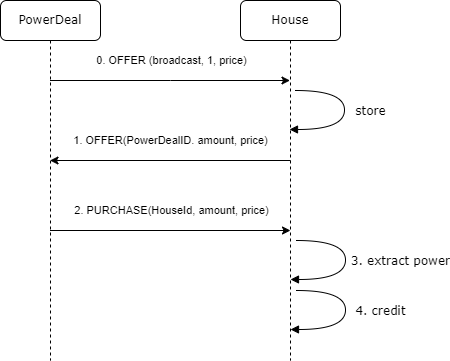 PowerDeal
House
0. OFFER (broadcast, 1, price)
store
1. OFFER(PowerDealID. amount, price)
2. PURCHASE(HouseId, amount, price)
3. extract power
4. credit